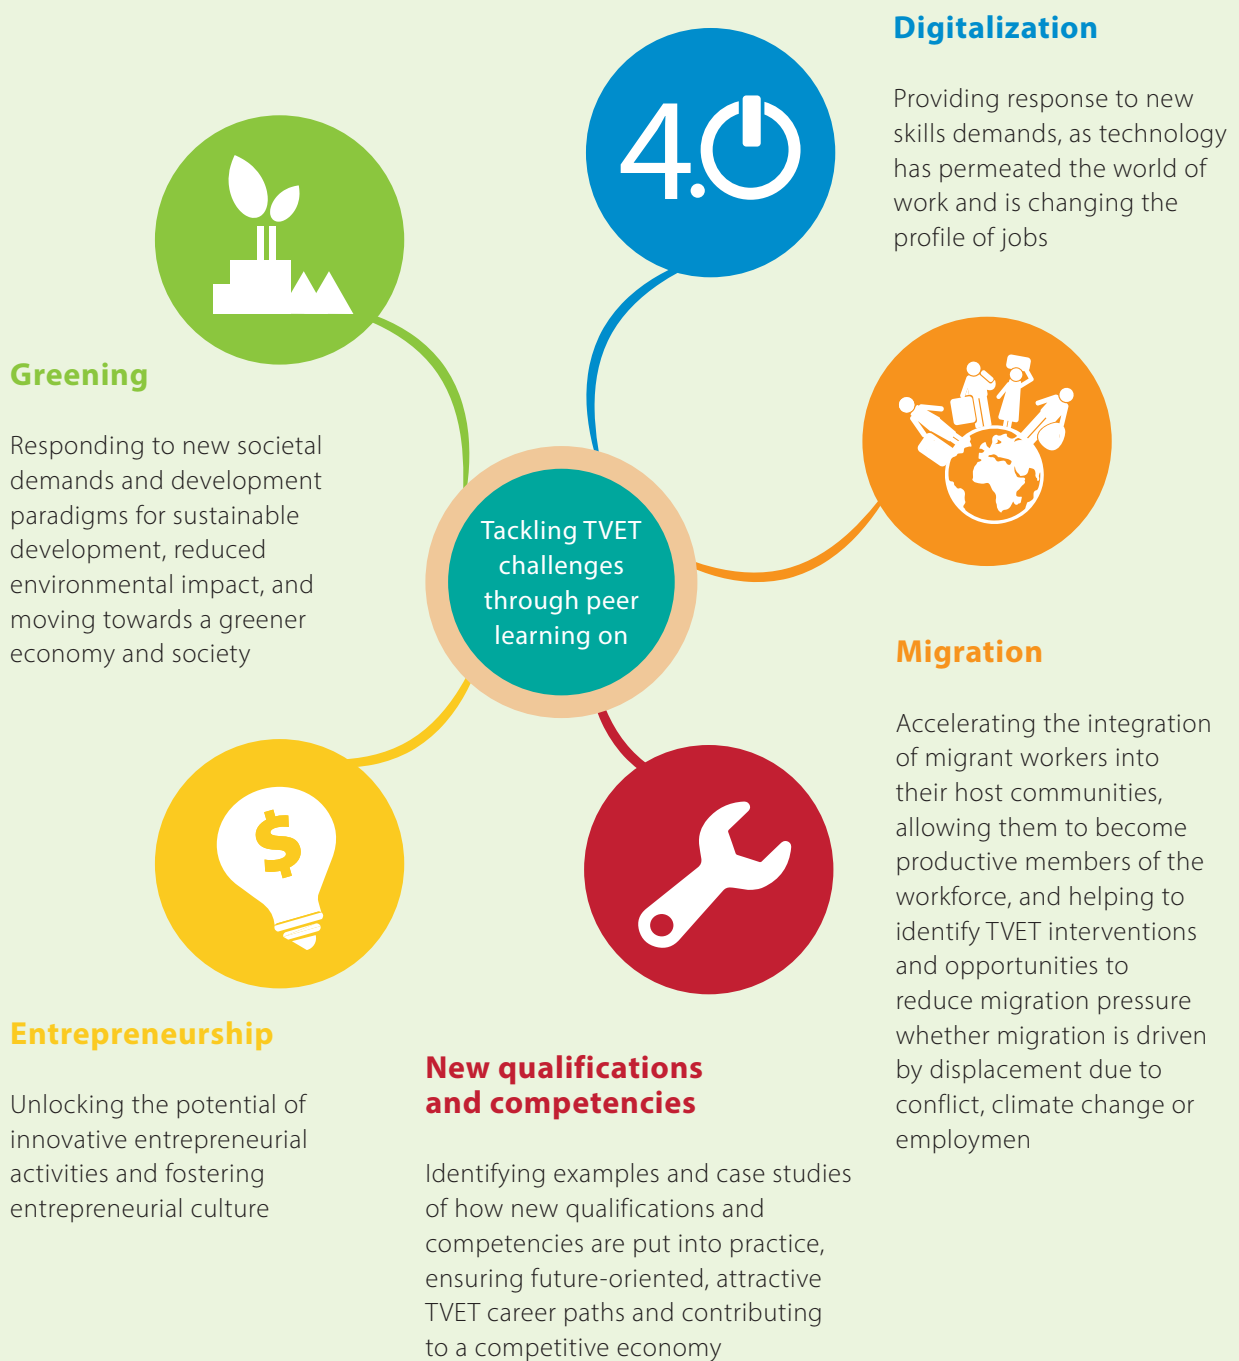 Digitalization
Providing response to new
skills demands, as technology
has permeated the world of
work and is changing the
profile of jobs
4.0
Greening
Responding to new societal
demands and development
paradigms for sustainable
development, reduced
environmental impact, and
moving towards a greener
economy and society
Tackling TVET
challenges
through peer
learning on
Migration
Accelerating the integration
of migrant workers into
their host communities,
allowing them to become
productive members of the
workforce, and helping to
identify TVET interventions
and opportunities to
reduce migration pressure
whether migration is driven
by displacement due to
conflict, climate change or
employmen
$
Entrepreneurship
Unlocking the potential of
innovative entrepreneurial
activities and fostering
entrepreneurial culture
New qualifications
and competencies
Identifying examples and case studies
of how new qualifications and
competencies are put into practice,
ensuring future-oriented, attractive
TVET career paths and contributing
to a competitive economy